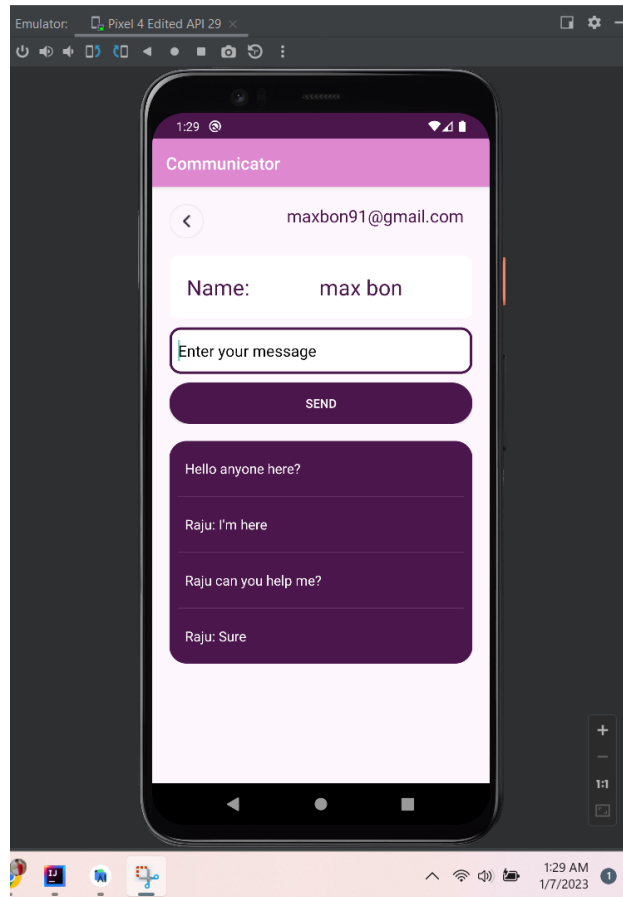 Emulator: Pixel 4 Edited API 29
1:29
Communicator
maxbon91@gmail.com
Name: max bon
Enter your message
SEND
Hello anyone here?
Raju: I'm here
Raju can you help me?
Raju: Sure
1:1
1:29 AM
1/7/2023
1